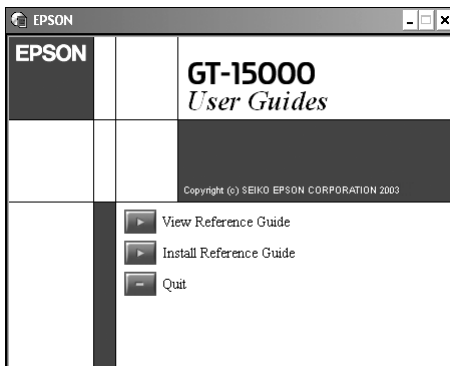 EPSON
EPSON
GT-15000
User Guides
Copyright (c) SEIKO EPSON CORPORATION 2003
View Reference Guide
Install Reference Guide
Quit